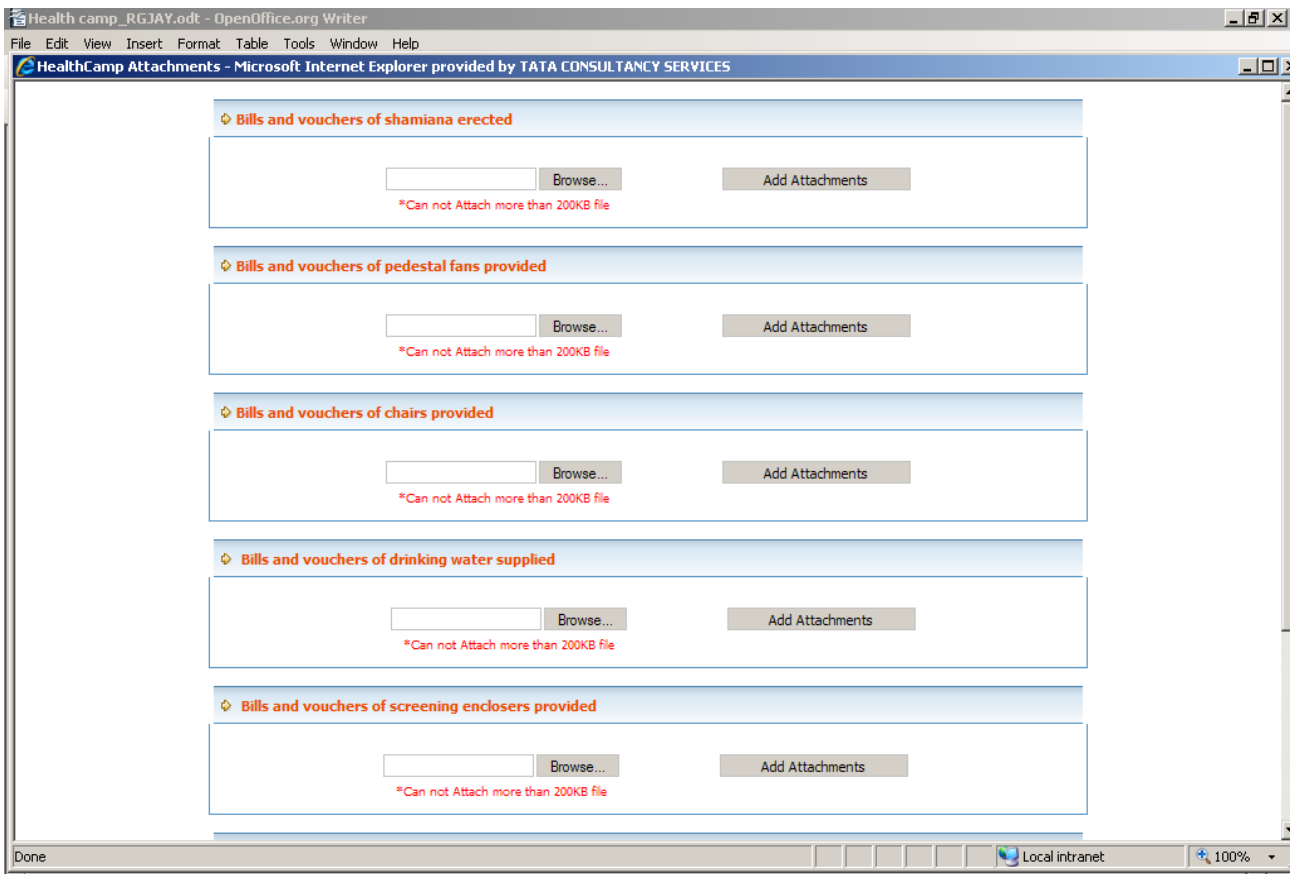 Health camp_RGJAY.odt - OpenOffice.org Writer
File Edit View Insert Format Table Tools Window Help
HealthCamp Attachments - Microsoft Internet Explorer provided by TATA CONSULTANCY SERVICES
Bills and vouchers of shamiana erected
Browse... Add Attachments
*Can not Attach more than 200KB file
Bills and vouchers of pedestal fans provided
Browse... Add Attachments
*Can not Attach more than 200KB file
Bills and vouchers of chairs provided
Browse... Add Attachments
*Can not Attach more than 200KB file
Bills and vouchers of drinking water supplied
Browse... Add Attachments
*Can not Attach more than 200KB file
Bills and vouchers of screening enclosers provided
Browse... Add Attachments
*Can not Attach more than 200KB file
Done Local intranet 100%